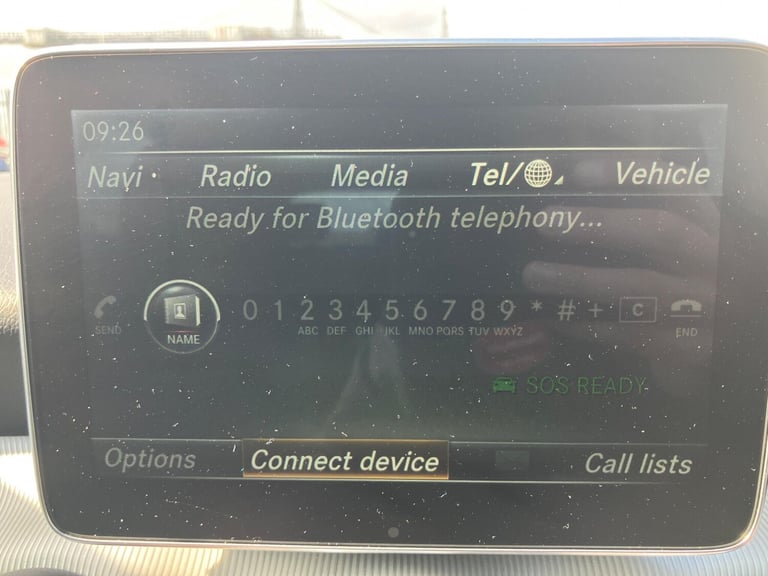 09:26
Navi Radio Media Tel/ Vehicle
Ready for Bluetooth telephony...
SEND NAME 0 1 2 3 4 5 6 7 8 9 * # + C END
ABC DEF GHI JKL MNO PQRS TUV WXYZ
SOS READY
Options Connect device Call lists